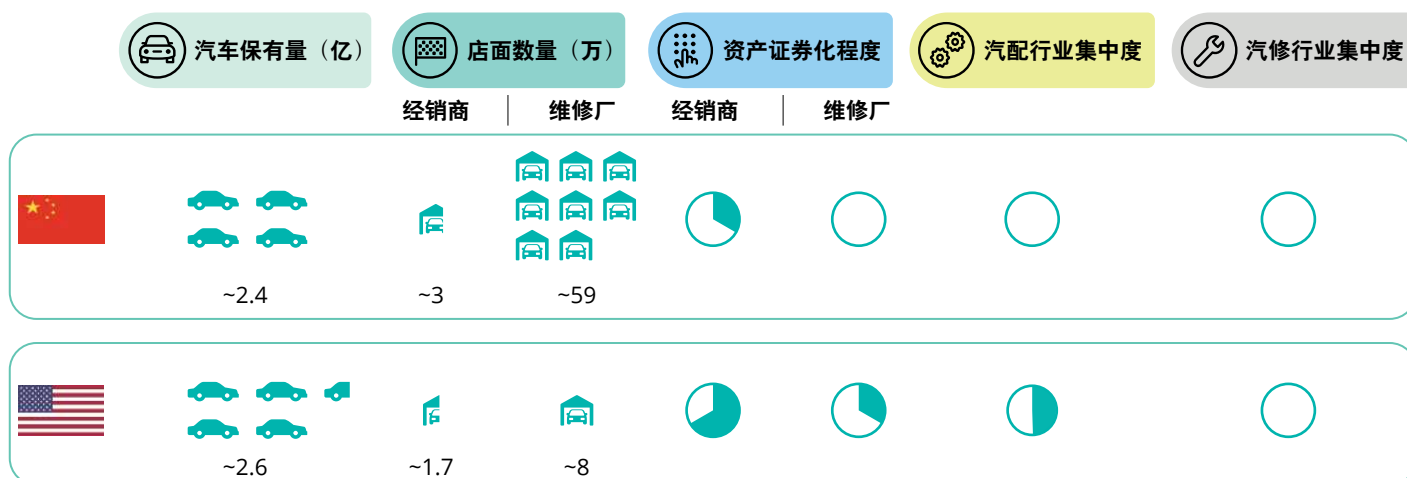 汽车保有量（亿） 店面数量（万） 资产证券化程度 汽配行业集中度 汽修行业集中度
经销商 维修厂 经销商 维修厂
~2.4 ~3 ~59
~2.6 ~1.7 ~8